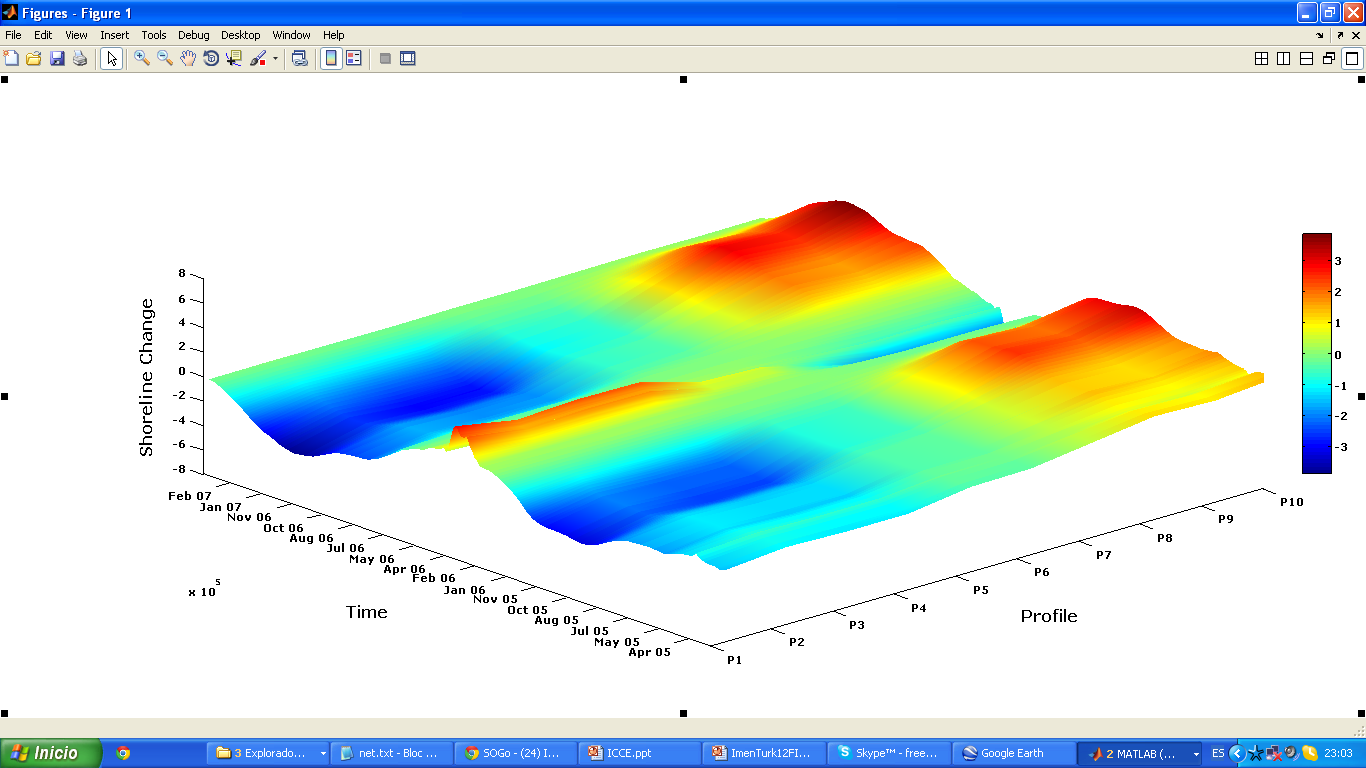 Figures - Figure 1
File Edit View Insert Tools Debug Desktop Window Help
8
6
4
2
0
-2
-4
-6
-8
Shoreline Change
3
2
1
0
-1
-2
-3
Feb 07
Jan 07
Nov 06
Oct 06
Aug 06
Jul 06
May 06
Apr 06
Feb 06
Jan 06
Nov 05
Oct 05
Aug 05
Jul 05
May 05
Apr 05
x 10
5
Time
P10
P9
P8
P7
P6
P5
P4
P3
P2
P1
Profile
Inicio 3 Explorado... net.txt - Bloc ... SOGo - (24) I... ICCE.ppt ImenTurk12FI... Skype™ - free... Google Earth 2 MATLAB (... ES 23:03